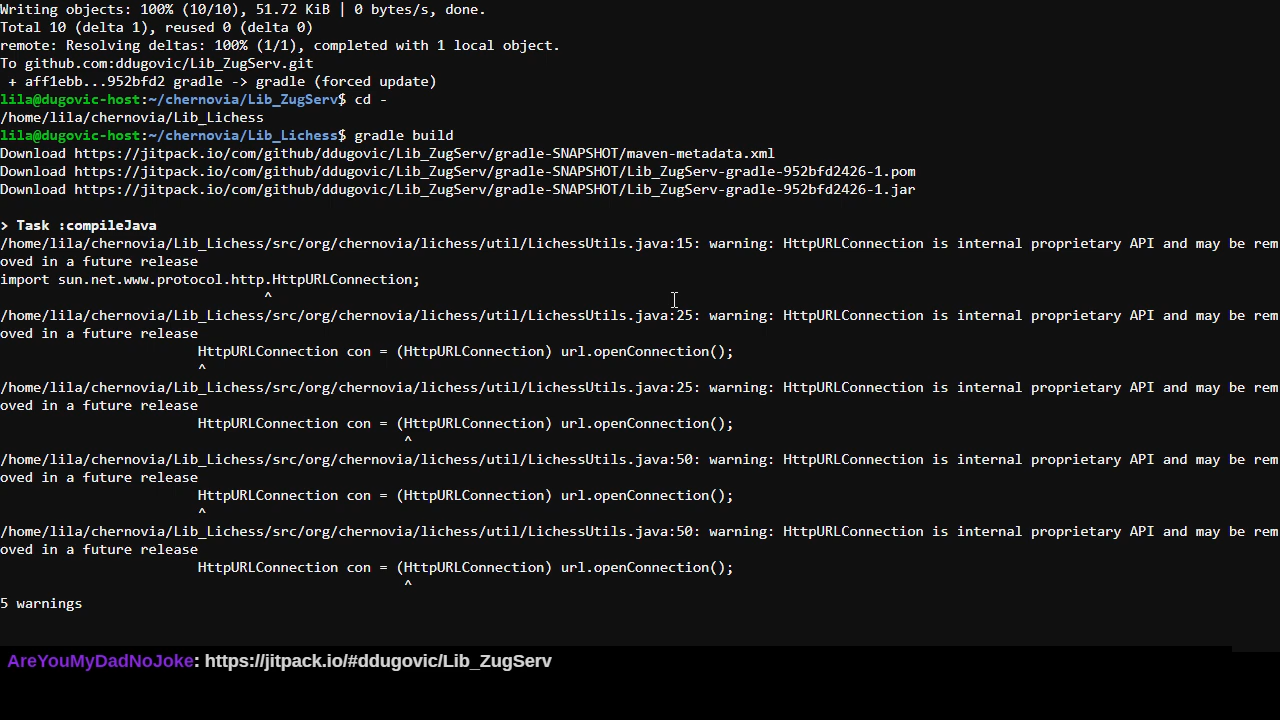 Writing objects: 100% (10/10), 51.72 KiB | 0 bytes/s, done.
Total 10 (delta 1), reused 0 (delta 0)
remote: Resolving deltas: 100% (1/1), completed with 1 local object.
To github.com:ddugovic/Lib_ZugServ.git
 + aff1ebb...952bfd2 gradle -> gradle (forced update)
lila@dugovic-host:~/chernovia/Lib_ZugServ$ cd -
/home/lila/chernovia/Lib_Lichess
lila@dugovic-host:~/chernovia/Lib_Lichess$ gradle build
Download https://jitpack.io/com/github/ddugovic/Lib_ZugServ/gradle-SNAPSHOT/maven-metadata.xml
Download https://jitpack.io/com/github/ddugovic/Lib_ZugServ/gradle-SNAPSHOT/Lib_ZugServ-gradle-952bfd2426-1.pom
Download https://jitpack.io/com/github/ddugovic/Lib_ZugServ/gradle-SNAPSHOT/Lib_ZugServ-gradle-952bfd2426-1.jar
> Task :compileJava
/home/lila/chernovia/Lib_Lichess/src/org/chernovia/lichess/util/LichessUtils.java:15: warning: HttpURLConnection is internal proprietary API and may be rem
oved in a future release
import sun.net.www.protocol.http.HttpURLConnection;
^
/home/lila/chernovia/Lib_Lichess/src/org/chernovia/lichess/util/LichessUtils.java:25: warning: HttpURLConnection is internal proprietary API and may be rem
oved in a future release
HttpURLConnection con = (HttpURLConnection) url.openConnection();
^
/home/lila/chernovia/Lib_Lichess/src/org/chernovia/lichess/util/LichessUtils.java:25: warning: HttpURLConnection is internal proprietary API and may be rem
oved in a future release
HttpURLConnection con = (HttpURLConnection) url.openConnection();
^
/home/lila/chernovia/Lib_Lichess/src/org/chernovia/lichess/util/LichessUtils.java:50: warning: HttpURLConnection is internal proprietary API and may be rem
oved in a future release
HttpURLConnection con = (HttpURLConnection) url.openConnection();
^
/home/lila/chernovia/Lib_Lichess/src/org/chernovia/lichess/util/LichessUtils.java:50: warning: HttpURLConnection is internal proprietary API and may be rem
oved in a future release
HttpURLConnection con = (HttpURLConnection) url.openConnection();
^
5 warnings
AreYouMyDadNoJoke: https://jitpack.io/#ddugovic/Lib_ZugServ